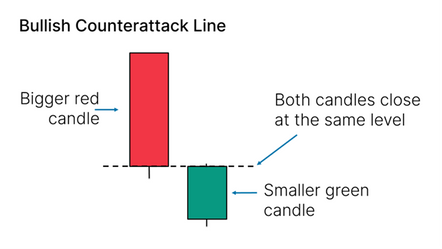 Bullish Counterattack Line
Bigger red
candle
Both candles close
at the same level
Smaller green
candle